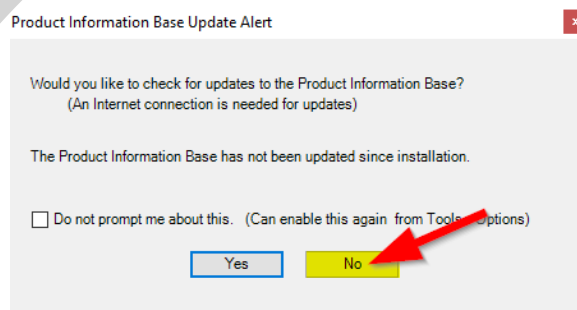 Product Information Base Update Alert
Would you like to check for updates to the Product Information Base?
(An Internet connection is needed for updates)
The Product Information Base has not been updated since installation.
Do not prompt me about this. (Can enable this again from Tools Options)
Yes
No